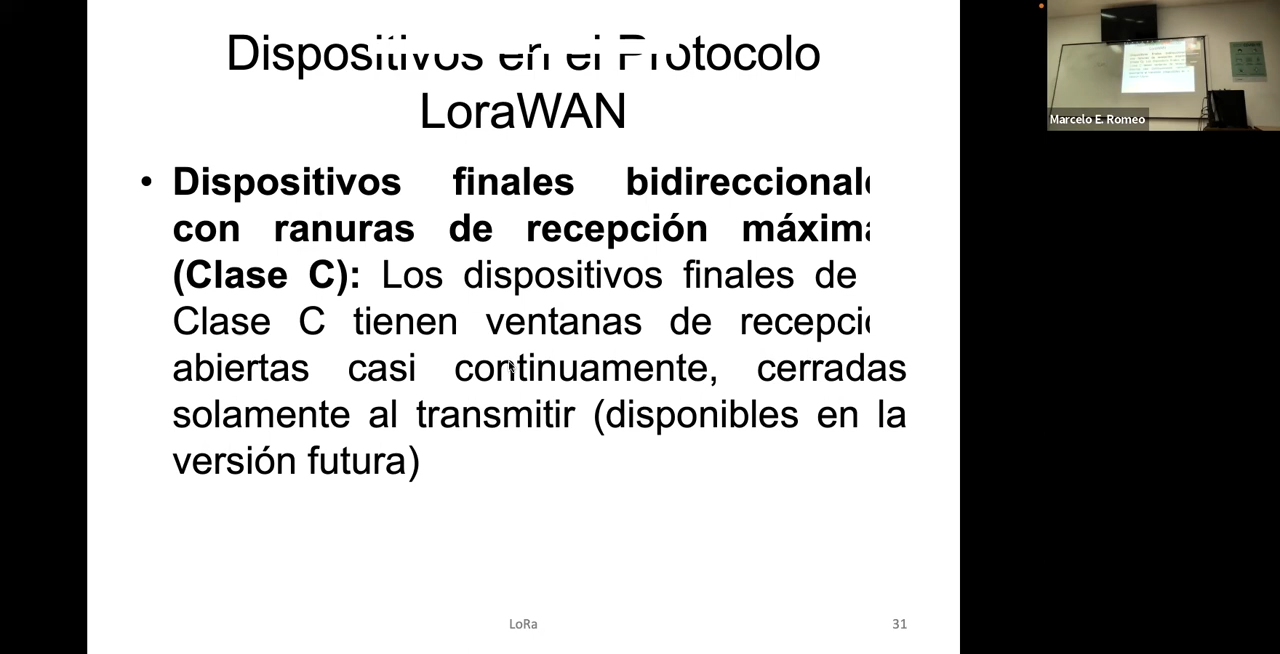 Dispositivos en el Protocolo
LoraWAN
• Dispositivos finales bidireccional
con ranuras de recepción máxima
(Clase C): Los dispositivos finales de
Clase C tienen ventanas de recepció
abiertas casi continuamente, cerradas
solamente al transmitir (disponibles en la
versión futura)
LoRa
31
Marcelo E. Romeo